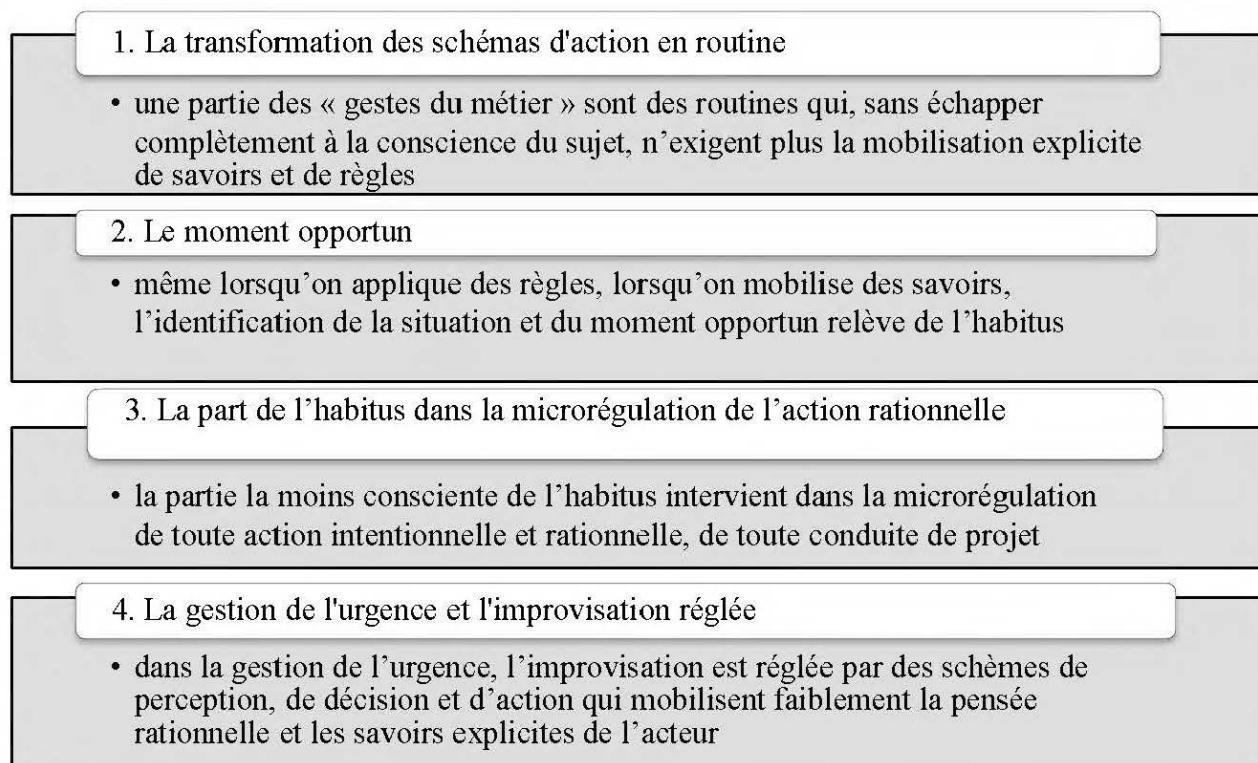 1. La transformation des schémas d'action en routine
• une partie des « gestes du métier » sont des routines qui, sans échapper
complètement à la conscience du sujet, n’exigent plus la mobilisation explicite
de savoirs et de règles
2. Le moment opportun
• même lorsqu’on applique des règles, lorsqu’on mobilise des savoirs,
l’identification de la situation et du moment opportun relève de l’habitus
3. La part de l’habitus dans la microrégulation de l’action rationnelle
• la partie la moins consciente de l’habitus intervient dans la microrégulation
de toute action intentionnelle et rationnelle, de toute conduite de projet
4. La gestion de l'urgence et l'improvisation réglée
• dans la gestion de l’urgence, l’improvisation est réglée par des schèmes de
perception, de décision et d’action qui mobilisent faiblement la pensée
rationnelle et les savoirs explicites de l’acteur